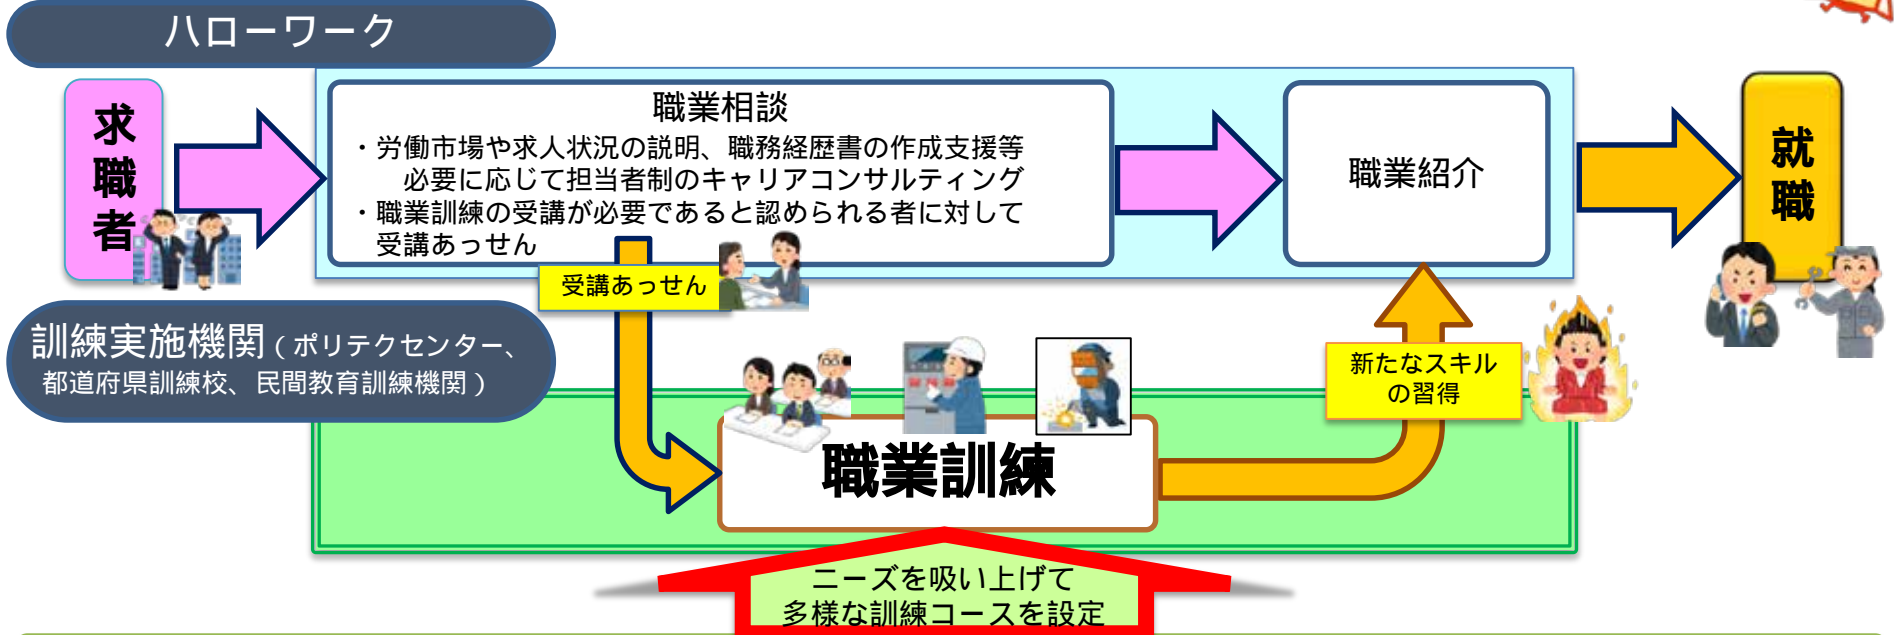 ハローワーク
求職者
職業相談
・労働市場や求人状況の説明、職務経歴書の作成支援等
必要に応じて担当者制のキャリアコンサルティング
・職業訓練の受講が必要であると認められる者に対して
受講あっせん
職業紹介
就職
受講あっせん
訓練実施機関（ポリテクセンター、
都道府県訓練校、民間教育訓練機関）
新たなスキル
の習得
職業訓練
ニーズを吸い上げて
多様な訓練コースを設定